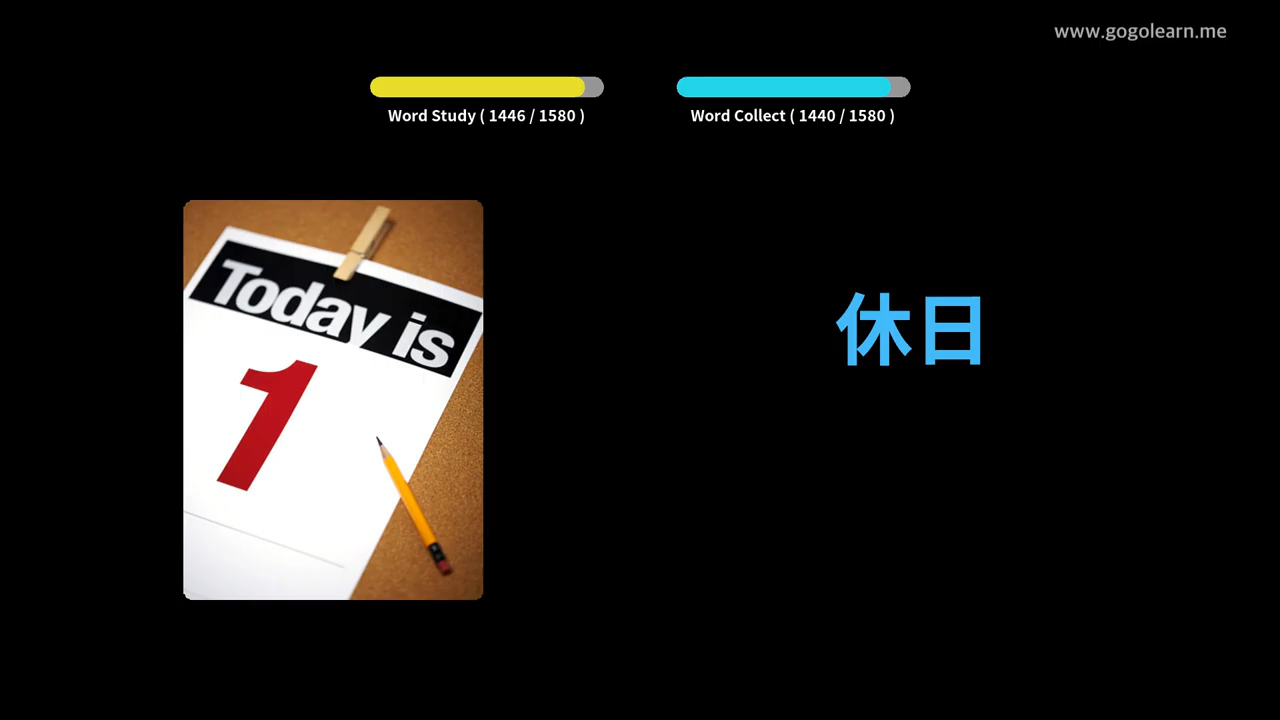 www.gogolearn.me
Word Study ( 1446 / 1580 )
Word Collect ( 1440 / 1580 )
Today is
1
休日